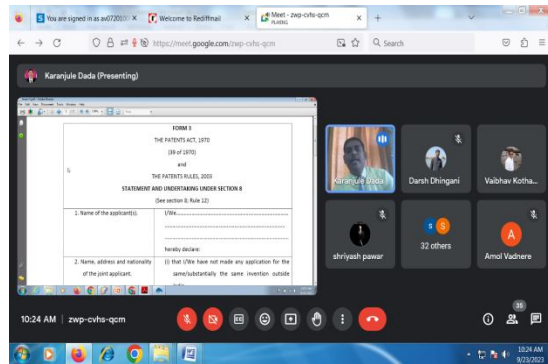 You are signed in as av0720100
Welcome to Rediffmail
Meet - zwp-cvhs-qcm
PLAYING
https://meet.google.com/zwp-cvhs-qcm
Search
Karanjule Dada (Presenting)
FORM 3
THE PATENTS ACT, 1970
(39 of 1970)
and
THE PATENTS RULES, 2003
STATEMENT AND UNDERTAKING UNDER SECTION 8
(See section 8; Rule 12)
1. Name of the applicant(s).
I/We
hereby declare:
2. Name, address and nationality
of the joint applicant.
(i) that I/We have not made any application for the
same/substantially the same invention outside
Karanjule Dada
Darsh Dhingani
Vaibhav Kotha...
shriyash pawar
S S
32 others
A
Amol Vadnere
10:24 AM | zwp-cvhs-qcm
35
10:24 AM
9/23/2023